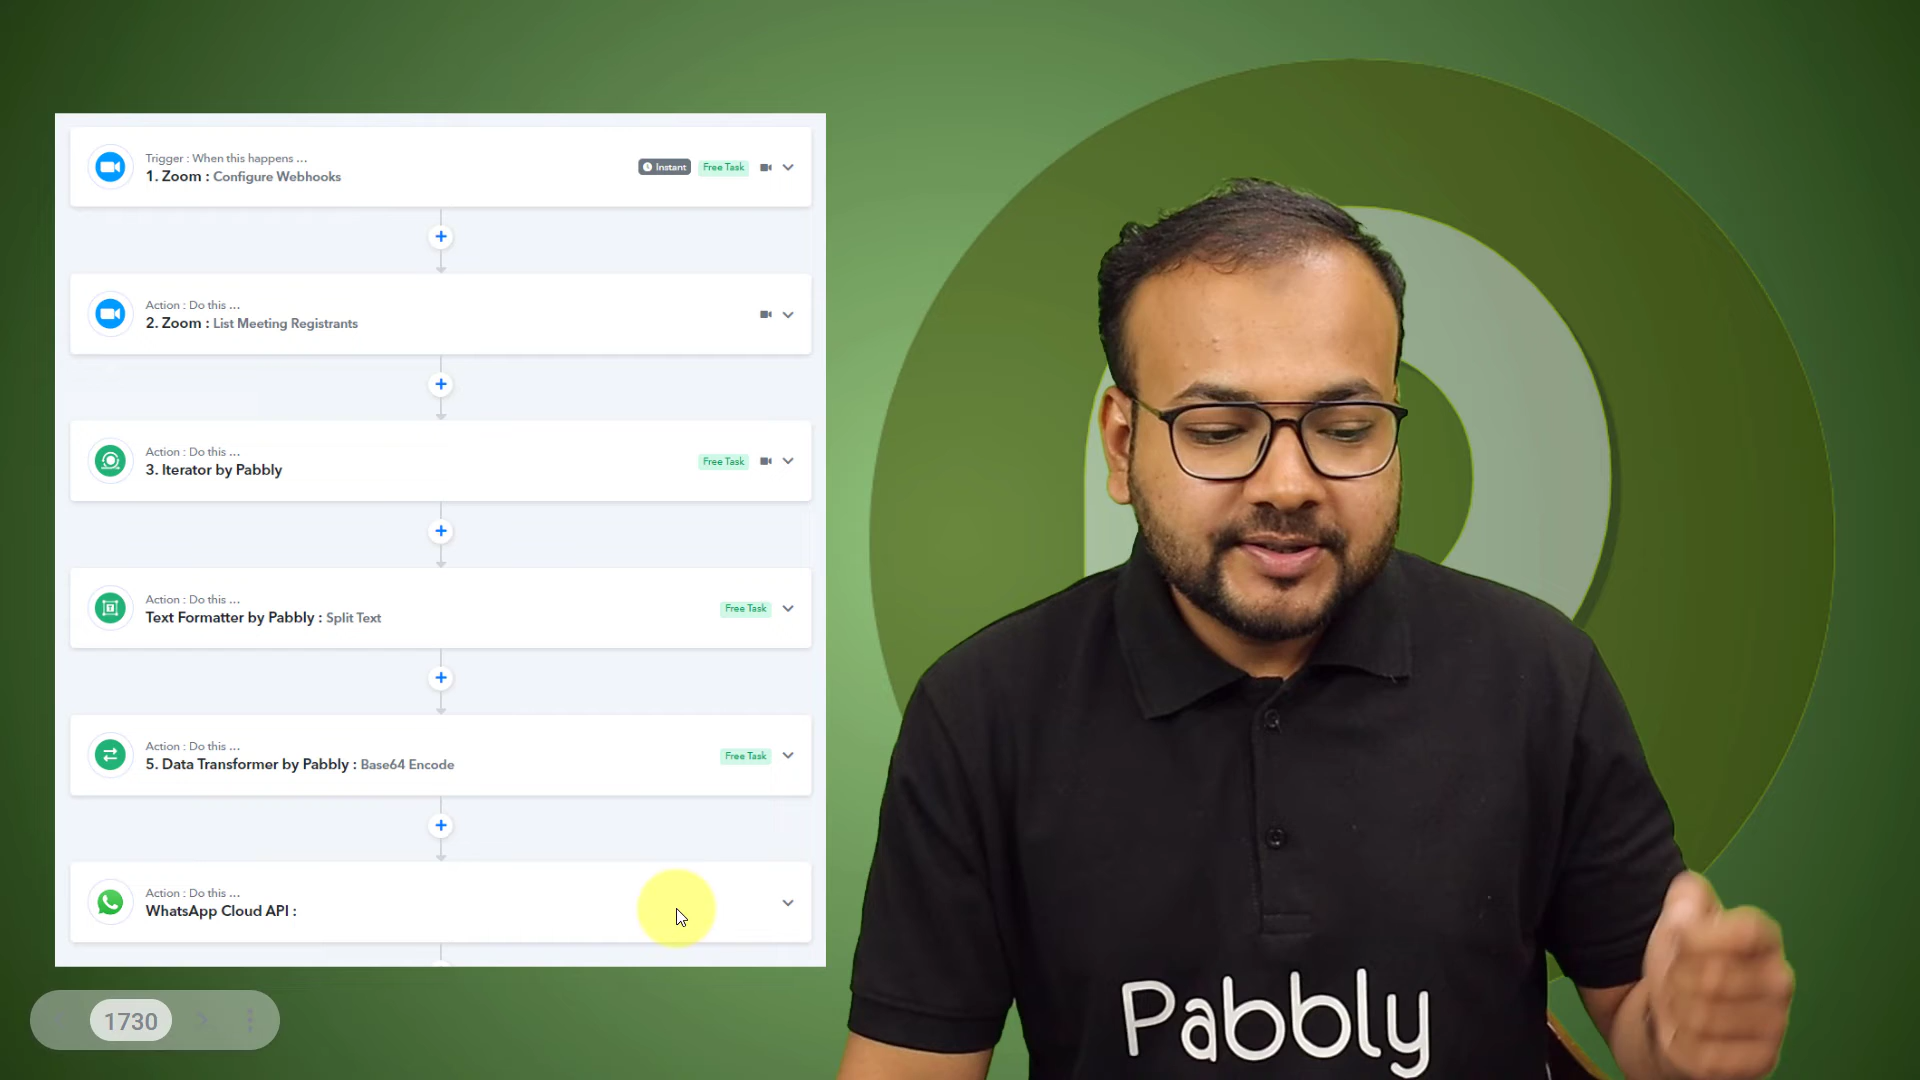 Trigger : When this happens ...
1. Zoom : Configure Webhooks
Instant
Free Task
Action : Do this ...
2. Zoom : List Meeting Registrants
Action : Do this ...
3. Iterator by Pabbly
Free Task
Action : Do this ...
Text Formatter by Pabbly : Split Text
Free Task
Action : Do this ...
5. Data Transformer by Pabbly : Base64 Encode
Free Task
Action : Do this ...
WhatsApp Cloud API :
1730
Pabbly